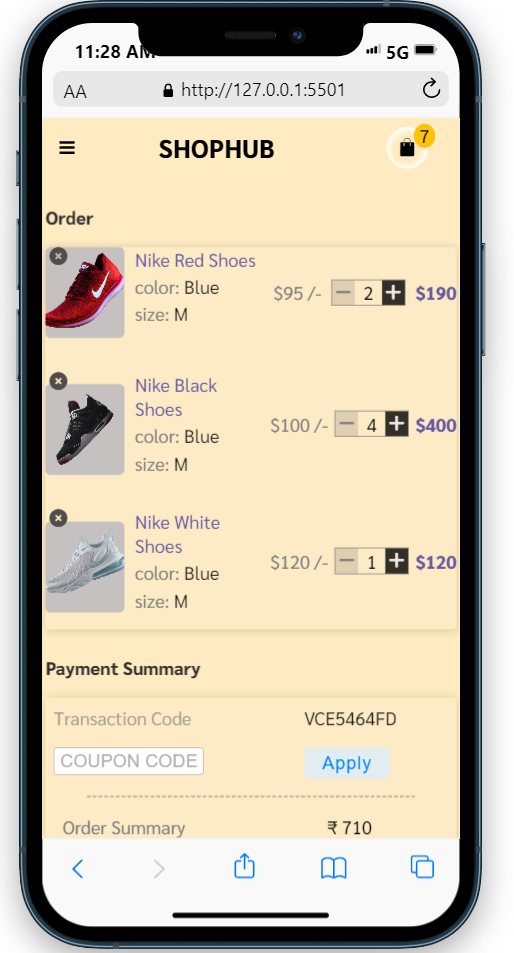 11:28 AM
5G
AA
http://127.0.0.1:5501
SHOPHUB
7
Order
Nike Red Shoes
color: Blue
size: M
$95 /-
2
$190
Nike Black
Shoes
color: Blue
size: M
$100 /-
4
$400
Nike White
Shoes
color: Blue
size: M
$120 /-
1
$120
Payment Summary
Transaction Code
VCE5464FD
COUPON CODE
Apply
Order Summary
₹ 710